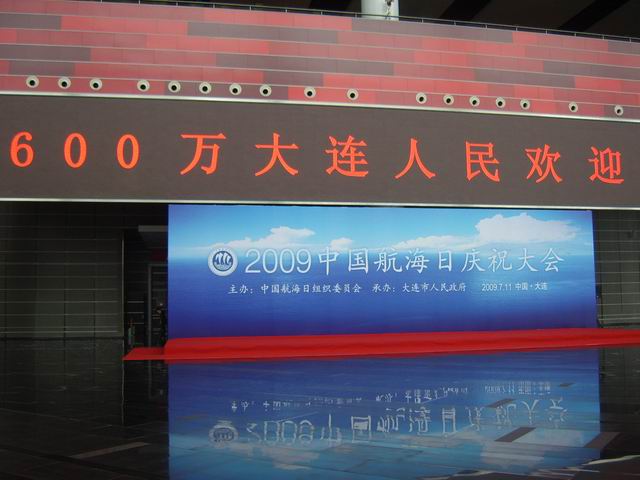 600万大连人民欢迎
2009中国航海日庆祝大会
主办：中国航海日组织委员会 承办：大连市人民政府 2009.7.11 中国·大连